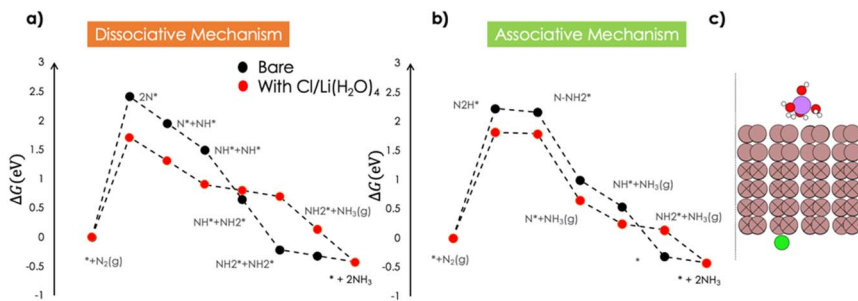 a)
Dissociative Mechanism
b)
Associative Mechanism
c)
3
2.5
2
1.5
1
0.5
0
-0.5
-1
ΔG(eV)
Bare
With Cl/Li(H₂O)₄
2N*
N*+NH*
NH*+NH*
NH*+NH2*
NH2*+NH2*
NH2*+NH₃(g)
*+N₂(g)
* + 2NH₃
3
2.5
2
1.5
1
0.5
0
-0.5
-1
ΔG(eV)
N2H*
N-NH2*
NH*+NH₃(g)
N*+NH₃(g)
NH2*+NH₃(g)
*
*+N₂(g)
* + 2NH₃